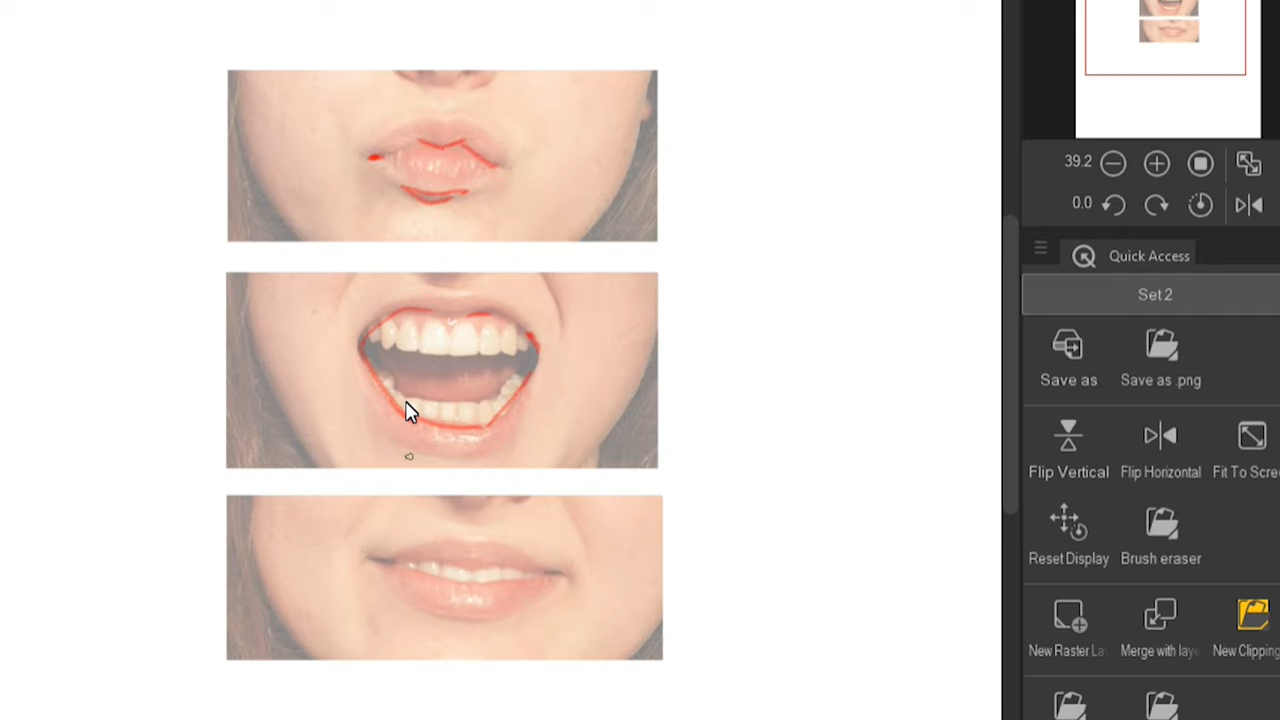 39.2
0.0
Quick Access
Set 2
Save as
Save as .png
Flip Vertical
Flip Horizontal
Fit To Scre
Reset Display
Brush eraser
New Raster La
Merge with laye
New Clipping